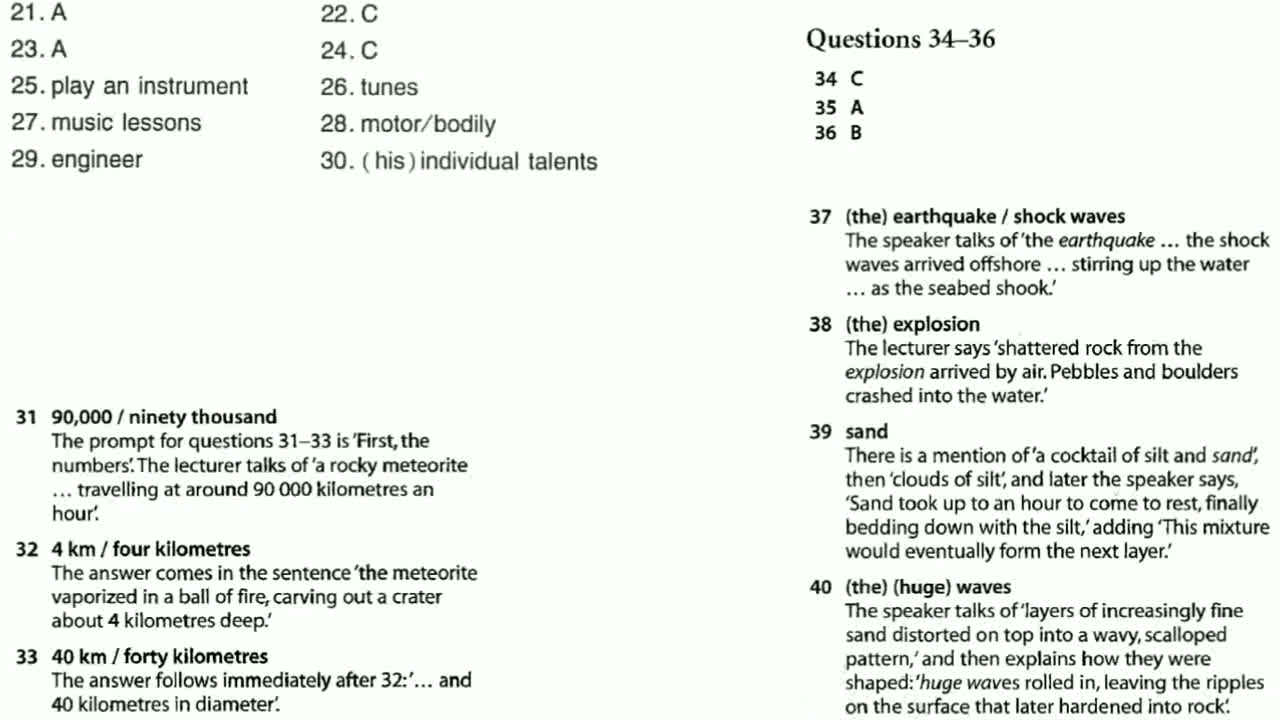 21. A 22. C
23. A 24. C
25. play an instrument 26. tunes
27. music lessons 28. motor/bodily
29. engineer 30. (his) individual talents
31 90,000 / ninety thousand
The prompt for questions 31–33 is 'First, the
numbers'. The lecturer talks of 'a rocky meteorite
... travelling at around 90 000 kilometres an
hour'.
32 4 km / four kilometres
The answer comes in the sentence 'the meteorite
vaporized in a ball of fire, carving out a crater
about 4 kilometres deep.'
33 40 km / forty kilometres
The answer follows immediately after 32: '... and
40 kilometres in diameter'.
Questions 34–36
34 C
35 A
36 B
37 (the) earthquake / shock waves
The speaker talks of 'the earthquake ... the shock
waves arrived offshore ... stirring up the water
... as the seabed shook.'
38 (the) explosion
The lecturer says 'shattered rock from the
explosion arrived by air. Pebbles and boulders
crashed into the water.'
39 sand
There is a mention of 'a cocktail of silt and sand',
then 'clouds of silt', and later the speaker says,
'Sand took up to an hour to come to rest, finally
bedding down with the silt,' adding 'This mixture
would eventually form the next layer.'
40 (the) (huge) waves
The speaker talks of 'layers of increasingly fine
sand distorted on top into a wavy, scalloped
pattern,' and then explains how they were
shaped: 'huge waves rolled in, leaving the ripples
on the surface that later hardened into rock'.